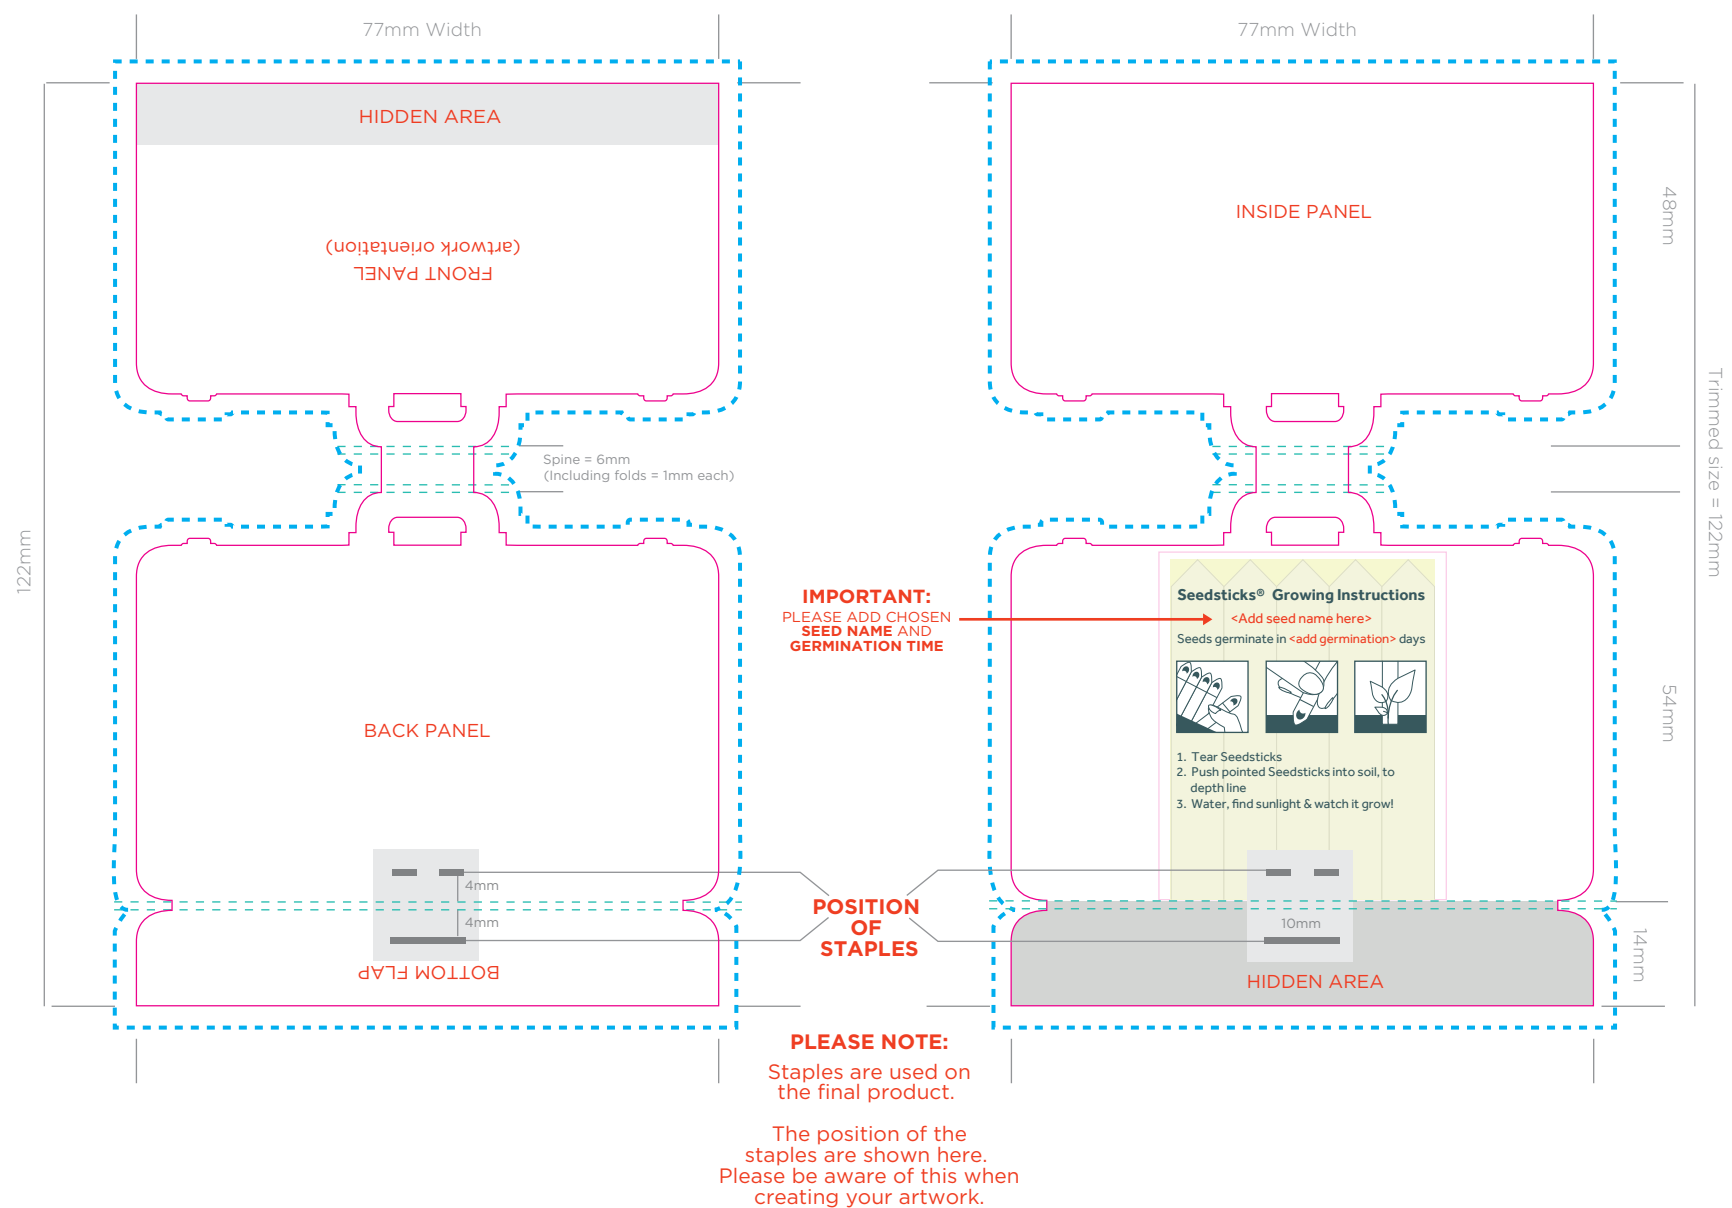 77mm Width
77mm Width
HIDDEN AREA
INSIDE PANEL
48mm
FRONT PANEL
(artwork orientation)
Spine = 6mm
(Including folds = 1mm each)
Trimmed size = 122mm
122mm
IMPORTANT:
PLEASE ADD CHOSEN
SEED NAME AND
GERMINATION TIME
Seedsticks® Growing Instructions
<Add seed name here>
Seeds germinate in <add germination> days
1. Tear Seedsticks
2. Push pointed Seedsticks into soil, to
depth line
3. Water, find sunlight & watch it grow!
54mm
BACK PANEL
4mm
4mm
POSITION
OF
STAPLES
10mm
14mm
BOTTOM FLAP
HIDDEN AREA
PLEASE NOTE:
Staples are used on
the final product.
The position of the
staples are shown here.
Please be aware of this when
creating your artwork.